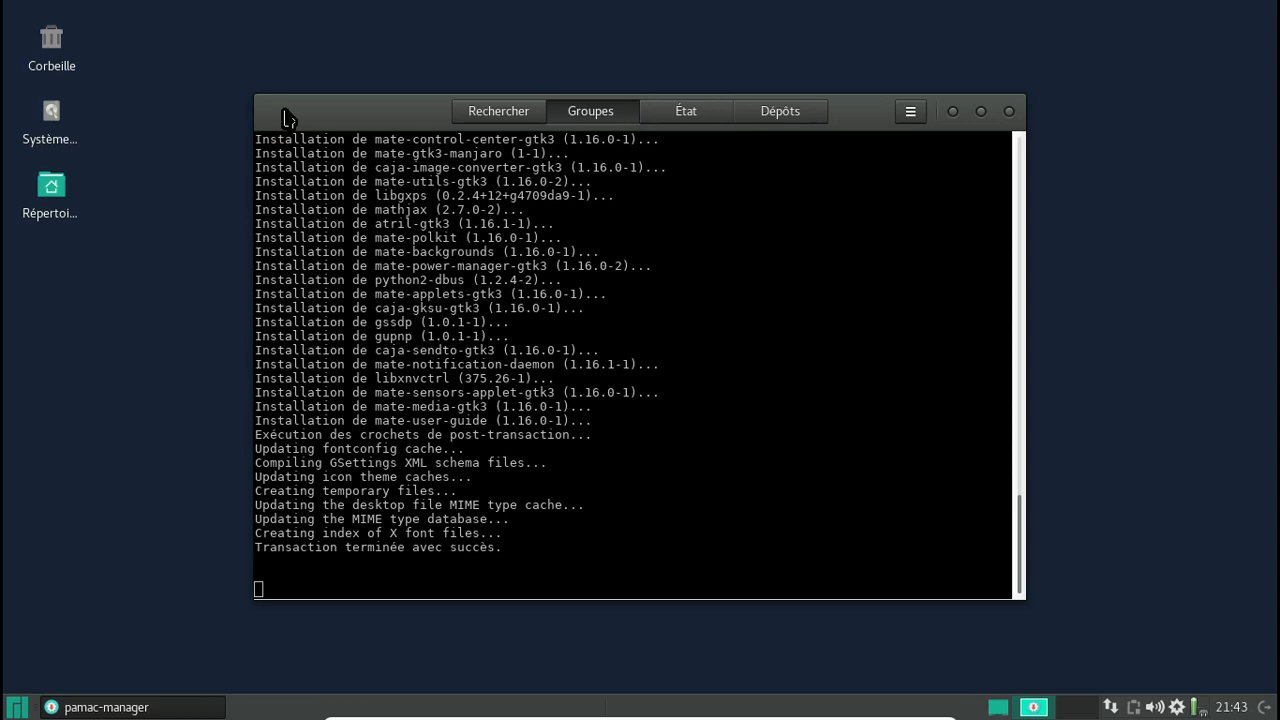 Corbeille
Système...
Répertoi...
Rechercher
Groupes
État
Dépôts
Installation de mate-control-center-gtk3 (1.16.0-1)...
Installation de mate-gtk3-manjaro (1-1)...
Installation de caja-image-converter-gtk3 (1.16.0-1)...
Installation de mate-utils-gtk3 (1.16.0-2)...
Installation de libgxps (0.2.4+12+g4709da9-1)...
Installation de mathjax (2.7.0-2)...
Installation de atril-gtk3 (1.16.1-1)...
Installation de mate-polkit (1.16.0-1)...
Installation de mate-backgrounds (1.16.0-1)...
Installation de mate-power-manager-gtk3 (1.16.0-2)...
Installation de python2-dbus (1.2.4-2)...
Installation de mate-applets-gtk3 (1.16.0-1)...
Installation de caja-gksu-gtk3 (1.16.0-1)...
Installation de gssdp (1.0.1-1)...
Installation de gupnp (1.0.1-1)...
Installation de caja-sendto-gtk3 (1.16.0-1)...
Installation de mate-notification-daemon (1.16.1-1)...
Installation de libxnvctrl (375.26-1)...
Installation de mate-sensors-applet-gtk3 (1.16.0-1)...
Installation de mate-media-gtk3 (1.16.0-1)...
Installation de mate-user-guide (1.16.0-1)...
Exécution des crochets de post-transaction...
Updating fontconfig cache...
Compiling GSettings XML schema files...
Updating icon theme caches...
Creating temporary files...
Updating the desktop file MIME type cache...
Updating the MIME type database...
Creating index of X font files...
Transaction terminée avec succès.
pamac-manager
21:43